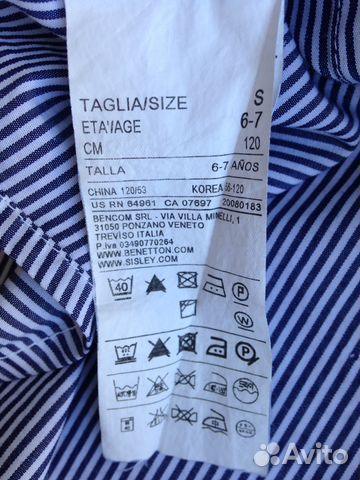 TAGLIA/SIZE S
ETA'/AGE 6-7
CM 120
TALLA 6-7 AÑOS
CHINA 120/53 KOREA 56-120
US RN 64961 CA 07697 20080183
BENCOM SRL - VIA VILLA MINELLI, 1
31050 PONZANO VENETO
TREVISO ITALIA
P.iva 03490770264
WWW.BENETTON.COM
WWW.SISLEY.COM
40 P
W
Avito